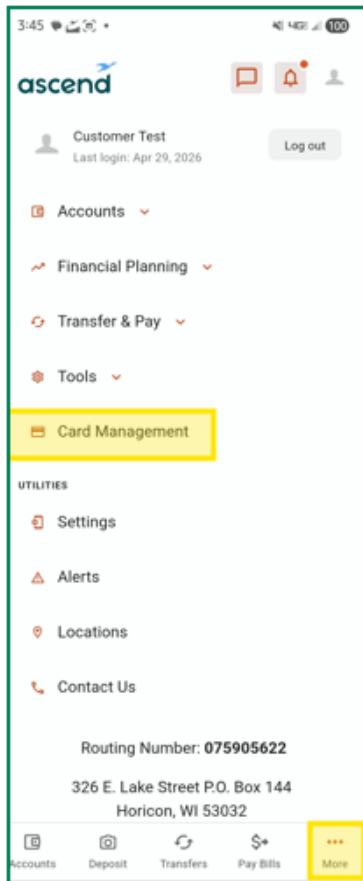 3:45
4GE
100
ascend
Customer Test
Last login: Apr 29, 2026
Log out
Accounts
Financial Planning
Transfer & Pay
Tools
Card Management
UTILITIES
Settings
Alerts
Locations
Contact Us
Routing Number: 075905622
326 E. Lake Street P.O. Box 144
Horicon, WI 53032
Accounts Deposit Transfers Pay Bills More